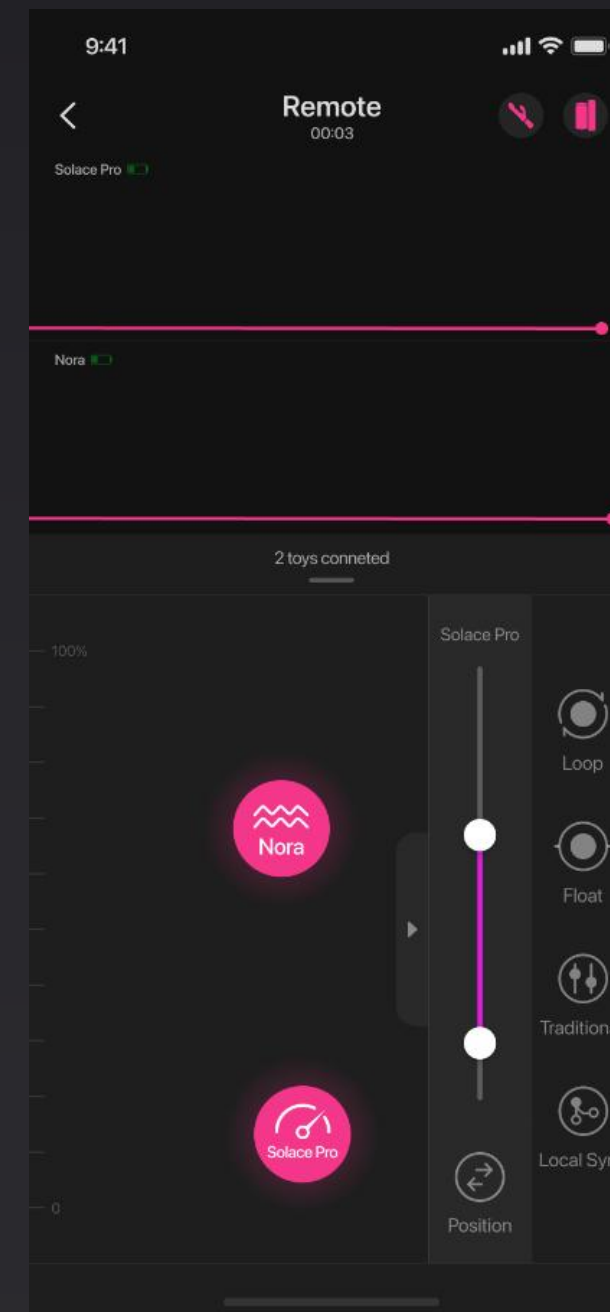 9:41
Remote
00:03
Solace Pro
Nora
2 toys conneted
Solace Pro
100%
Loop
Nora
Float
Tradition
Solace Pro
Local Syn
0
Position